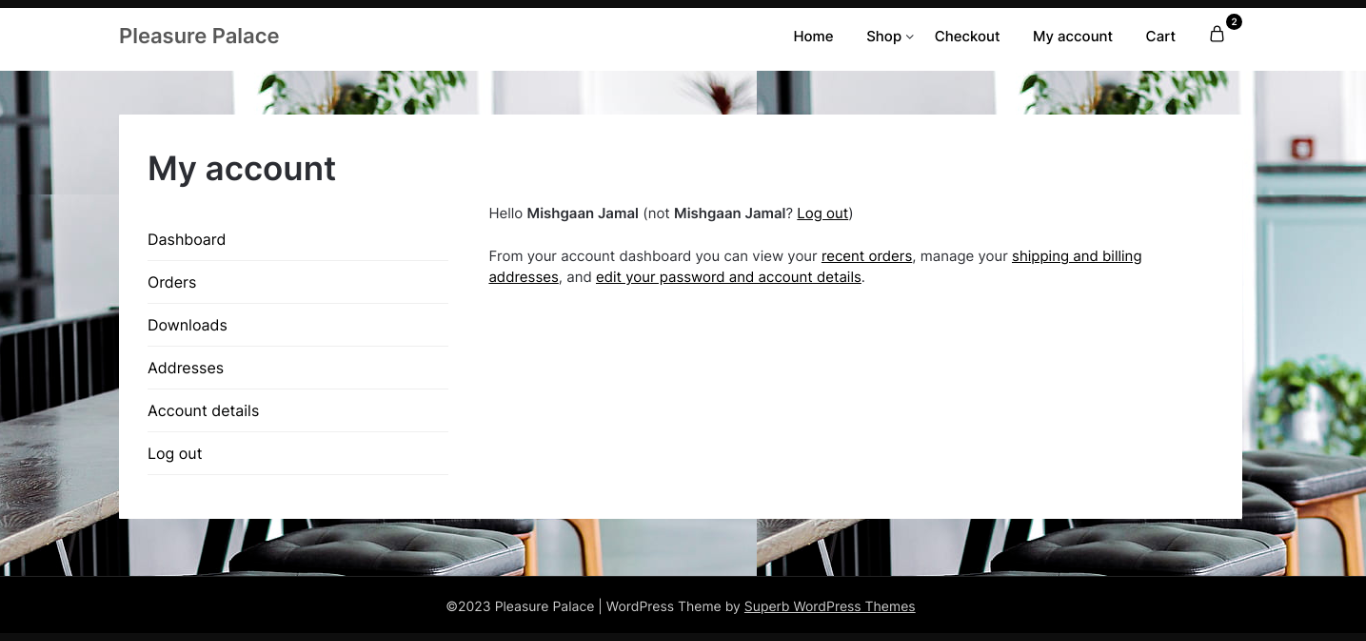 Pleasure Palace
Home Shop Checkout My account Cart 2
My account
Dashboard
Orders
Downloads
Addresses
Account details
Log out
Hello Mishgaan Jamal (not Mishgaan Jamal? Log out)
From your account dashboard you can view your recent orders, manage your shipping and billing
addresses, and edit your password and account details.
©2023 Pleasure Palace | WordPress Theme by Superb WordPress Themes